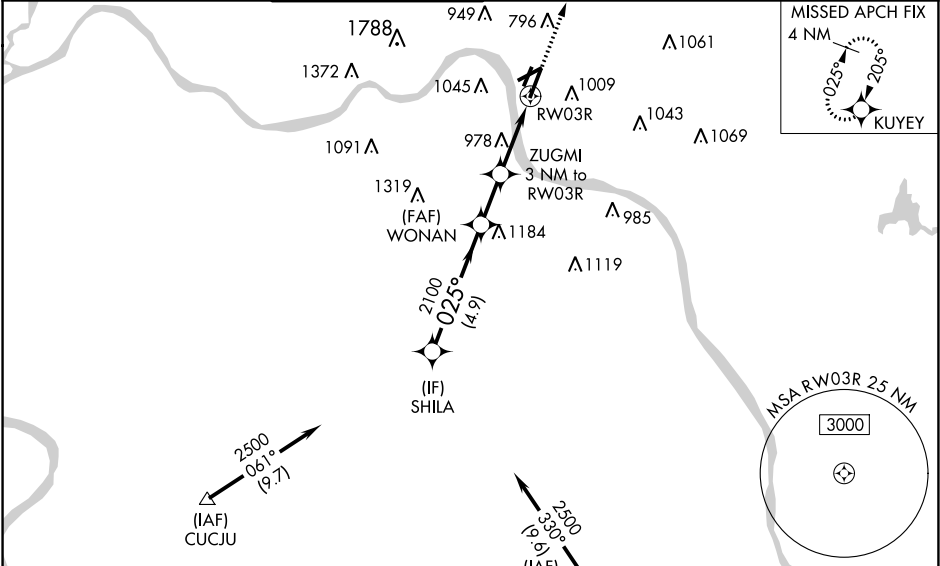 949
796
1788
1372
1061
1045
1009
RW03R
1043
1069
1091
978
ZUGMI
3 NM to
RW03R
1319
(FAF)
WONAN
1184
985
1119
2100
025°
(4.9)
(IF)
SHILA
2500
061°
(9.7)
(IAF)
CUCJU
2500
330°
(9.6)
(IAF)
MISSED APCH FIX
4 NM
025°
205°
KUYEY
MSA RW03R 25 NM
3000